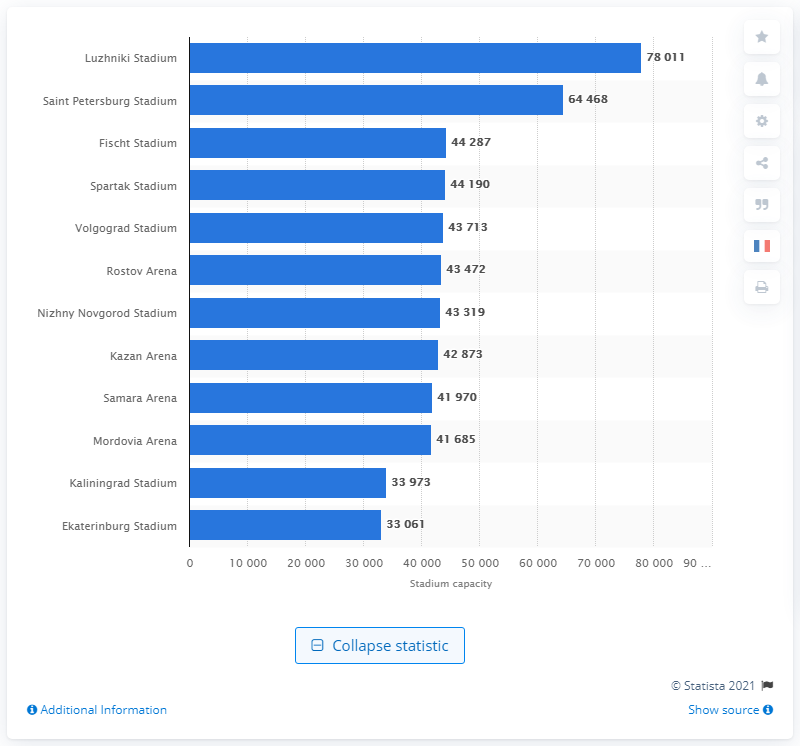 Luzhniki Stadium 78 011
Saint Petersburg Stadium 64 468
Fischt Stadium 44 287
Spartak Stadium 44 190
Volgograd Stadium 43 713
Rostov Arena 43 472
Nizhny Novgorod Stadium 43 319
Kazan Arena 42 873
Samara Arena 41 970
Mordovia Arena 41 685
Kaliningrad Stadium 33 973
Ekaterinburg Stadium 33 061
0 10 000 20 000 30 000 40 000 50 000 60 000 70 000 80 000 90 ...
Stadium capacity
Collapse statistic
© Statista 2021
Additional Information Show source